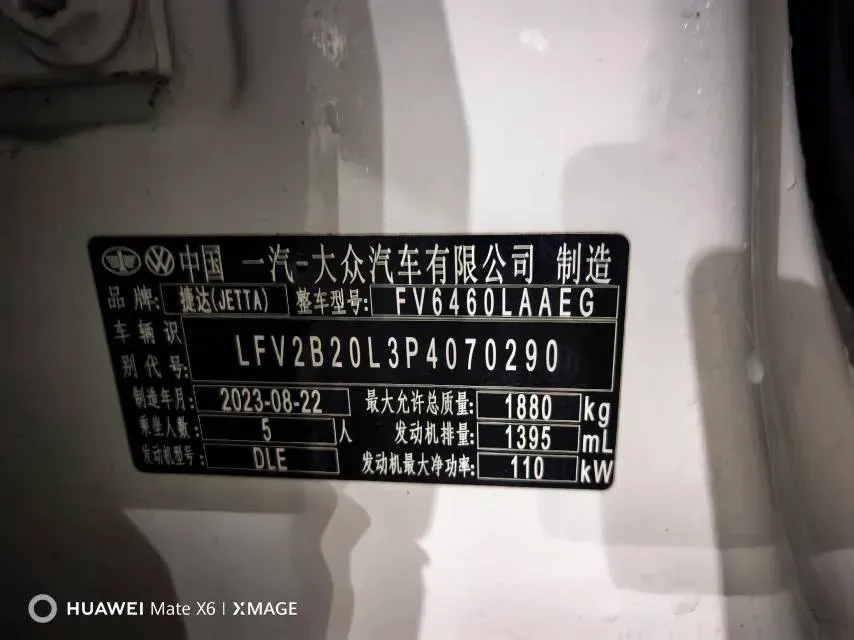 中国 一汽-大众汽车有限公司 制造
品牌: 捷达(JETTA) 整车型号: FV6460LAAEG
车辆识别代号: LFV2B20L3P4070290
制造年月: 2023-08-22 最大允许总质量: 1880 kg
乘坐人数: 5 人 发动机排量: 1395 mL
发动机型号: DLE 发动机最大净功率: 110 kW
HUAWEI Mate X6 | XMAGE